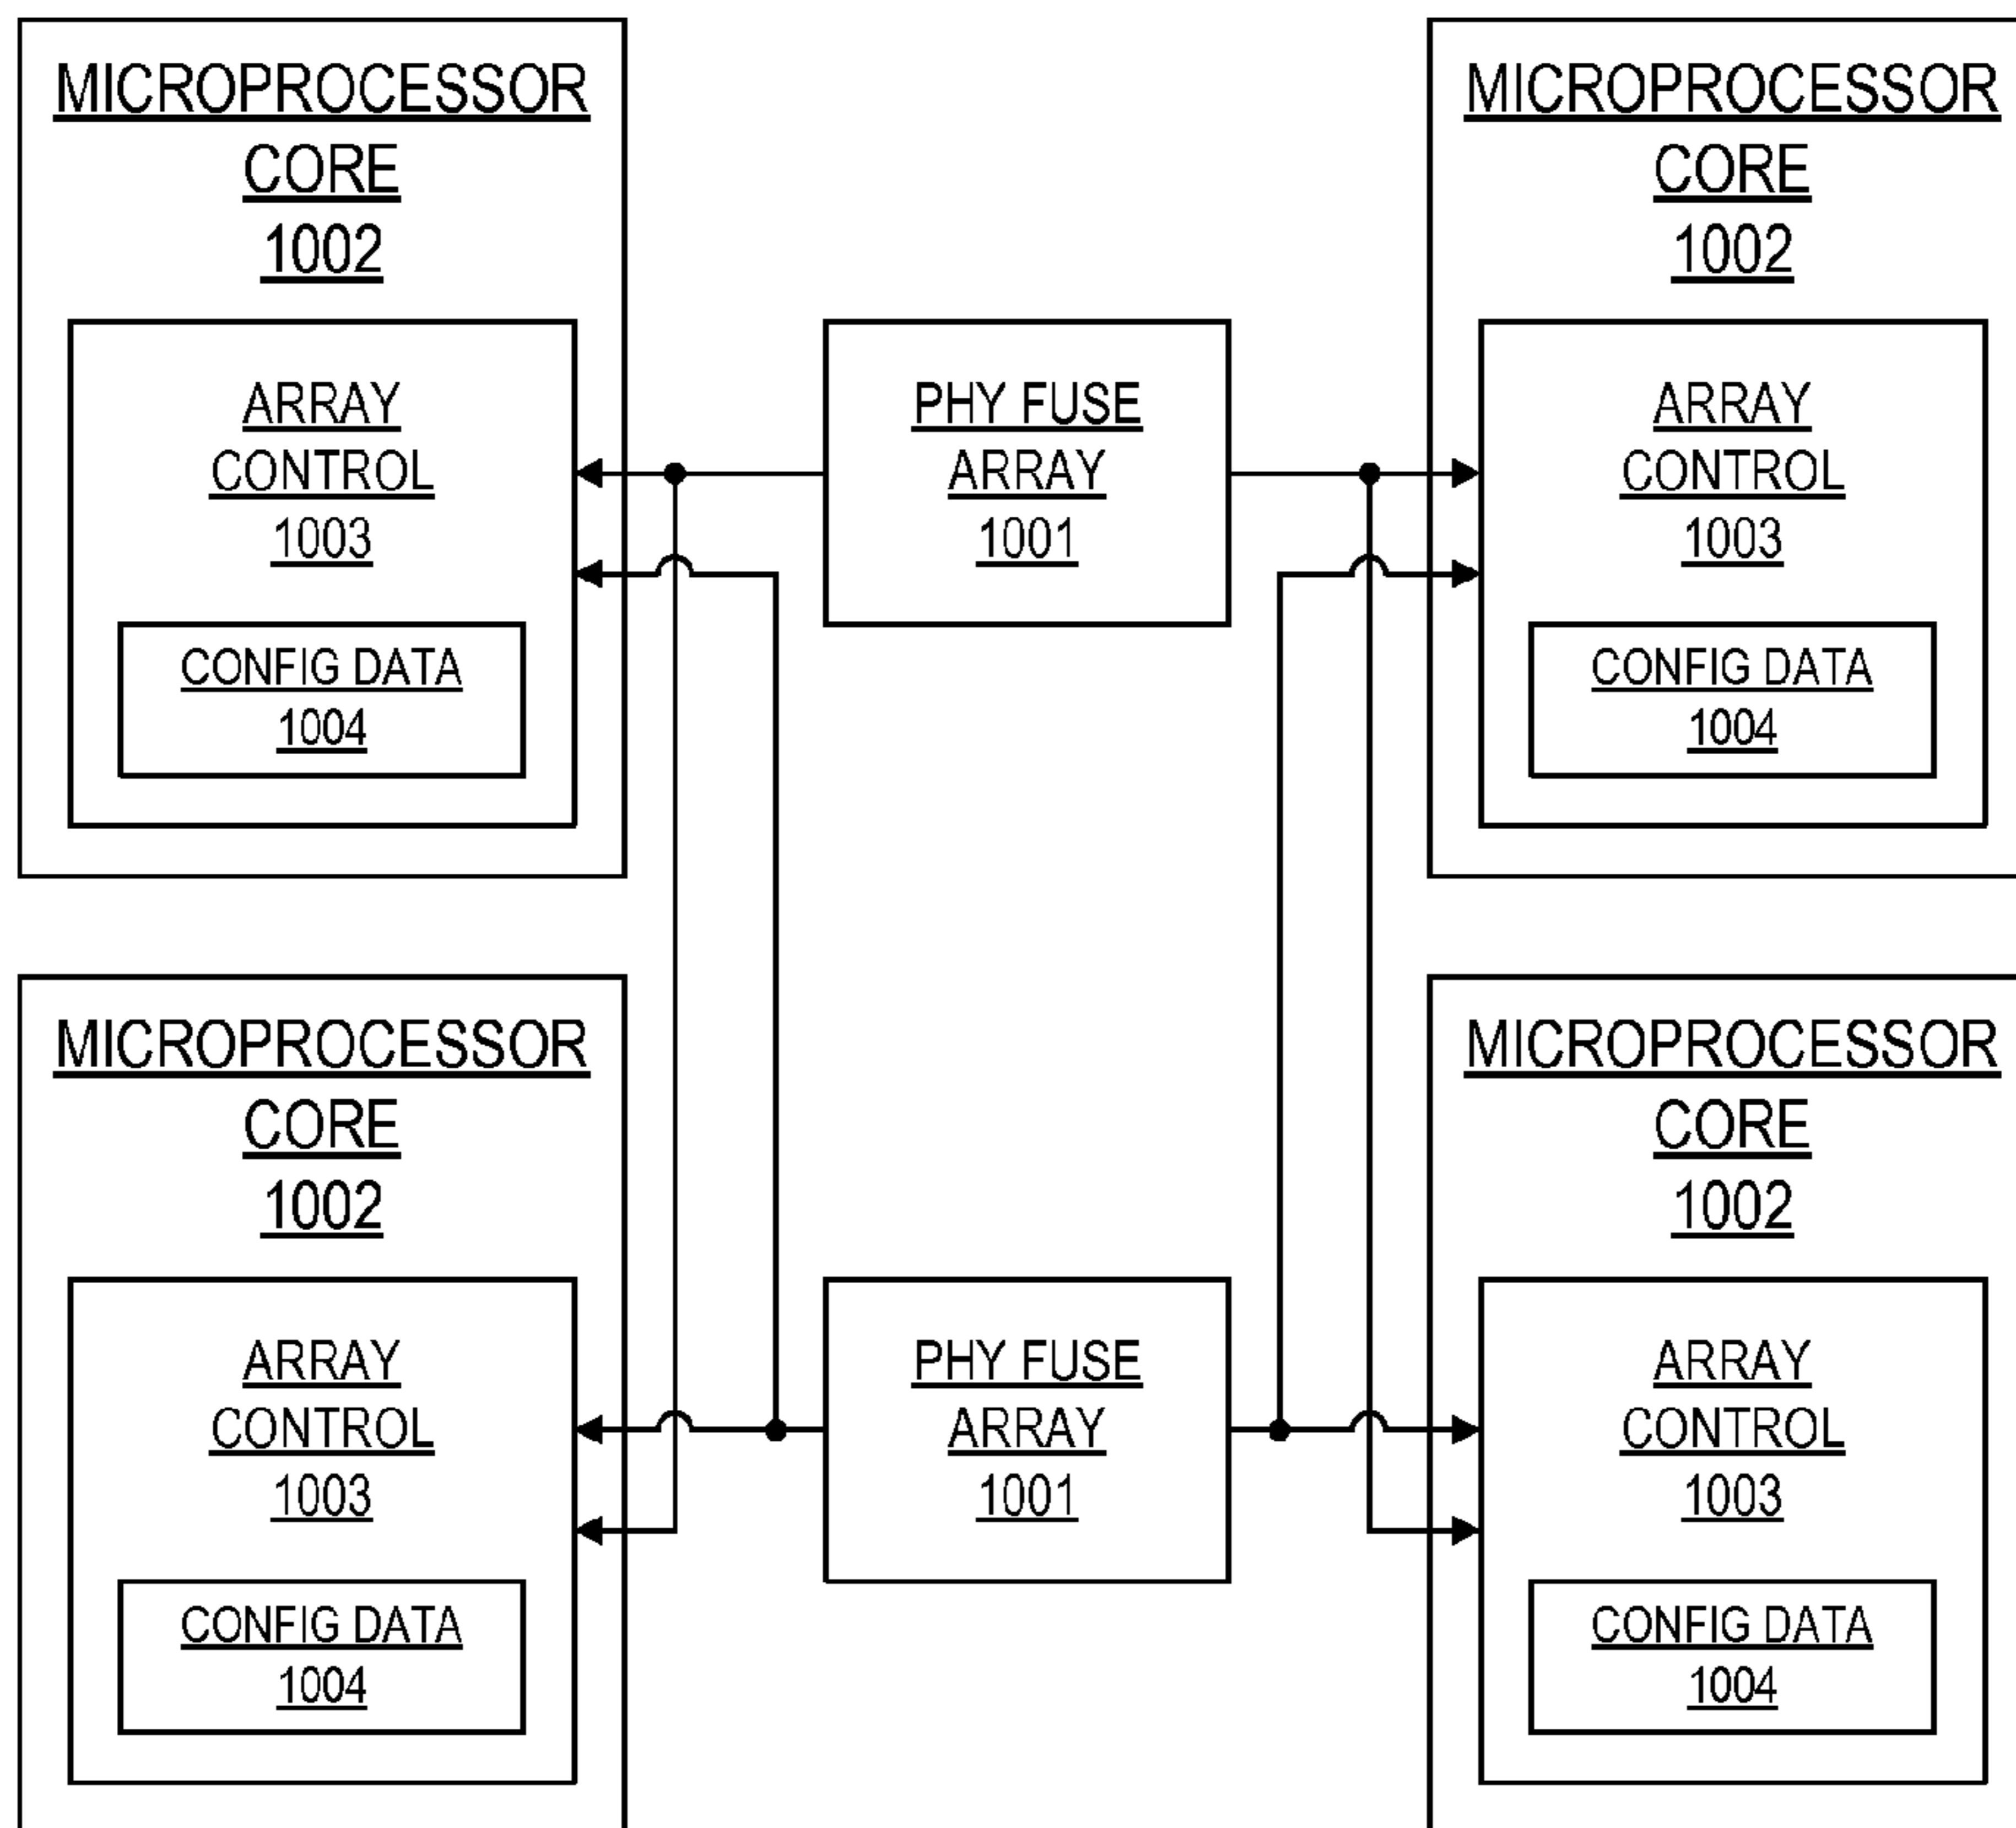 MICROPROCESSOR
CORE
1002
ARRAY
CONTROL
1003
CONFIG DATA
1004
PHY FUSE
ARRAY
1001
MICROPROCESSOR
CORE
1002
ARRAY
CONTROL
1003
CONFIG DATA
1004
MICROPROCESSOR
CORE
1002
ARRAY
CONTROL
1003
CONFIG DATA
1004
PHY FUSE
ARRAY
1001
MICROPROCESSOR
CORE
1002
ARRAY
CONTROL
1003
CONFIG DATA
1004